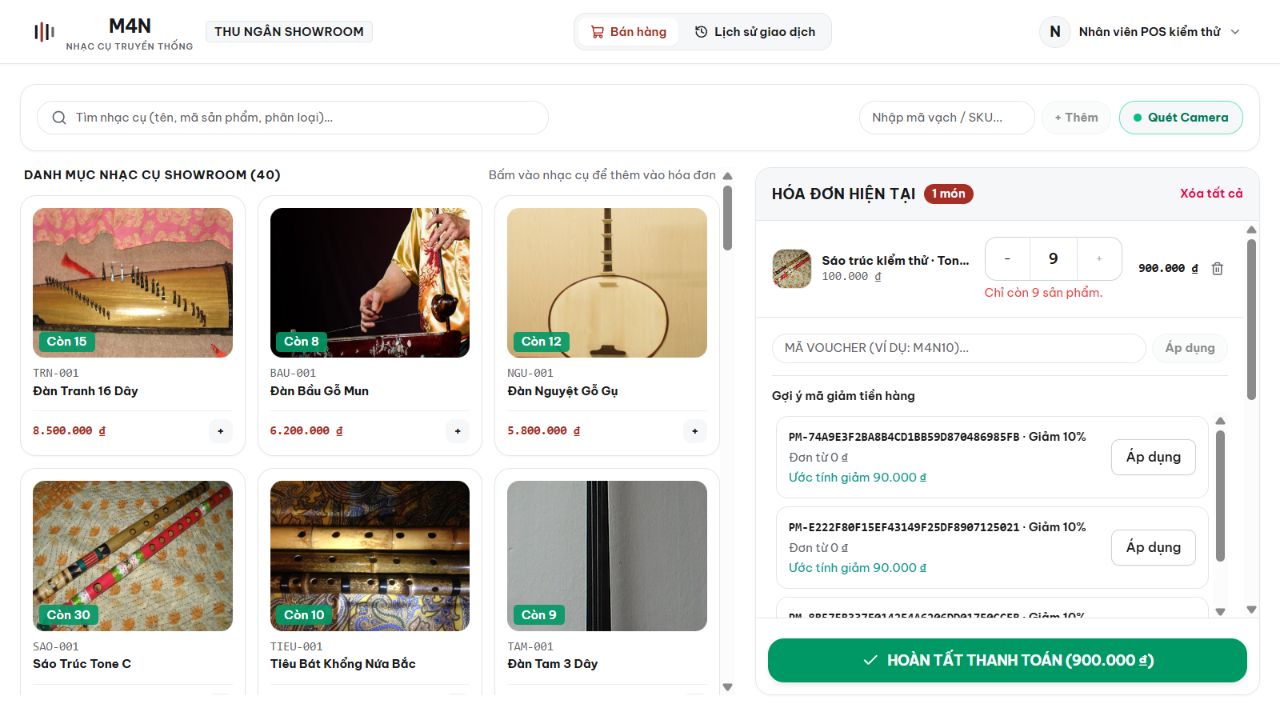 M4N
NHẠC CỤ TRUYỀN THỐNG
THU NGÂN SHOWROOM
Bán hàng
Lịch sử giao dịch
N
Nhân viên POS kiểm thử
Tìm nhạc cụ (tên, mã sản phẩm, phân loại)...
Nhập mã vạch / SKU...
+ Thêm
Quét Camera
DANH MỤC NHẠC CỤ SHOWROOM (40)
Bấm vào nhạc cụ để thêm vào hóa đơn
Còn 15
TRN-001
Đàn Tranh 16 Dây
8.500.000 ₫
+
Còn 8
BAU-001
Đàn Bầu Gỗ Mun
6.200.000 ₫
+
Còn 12
NGU-001
Đàn Nguyệt Gỗ Gụ
5.800.000 ₫
+
Còn 30
SAO-001
Sáo Trúc Tone C
Còn 10
TIEU-001
Tiêu Bát Khổng Nứa Bắc
Còn 9
TAM-001
Đàn Tam 3 Dây
HÓA ĐƠN HIỆN TẠI
1 món
Xóa tất cả
Sáo trúc kiểm thử · Ton...
100.000 ₫
- 9 +
900.000 ₫
Chỉ còn 9 sản phẩm.
MÃ VOUCHER (VÍ DỤ: M4N10)...
Áp dụng
Gợi ý mã giảm tiền hàng
PM-74A9E3F2BA8B4CD1BB59D870486985FB · Giảm 10%
Đơn từ 0 ₫
Ước tính giảm 90.000 ₫
Áp dụng
PM-E222F80F15EF43149F25DF8907125021 · Giảm 10%
Đơn từ 0 ₫
Ước tính giảm 90.000 ₫
Áp dụng
· Giảm 10%
HOÀN TẤT THANH TOÁN (900.000 ₫)